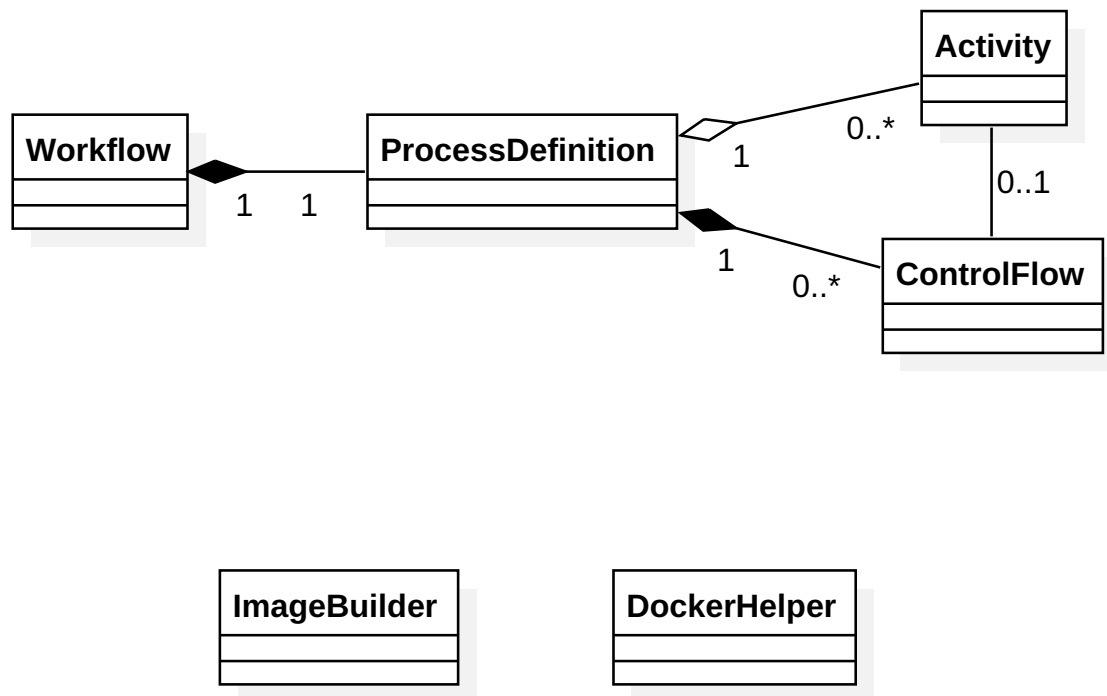 Activity
Workflow
ProcessDefinition
0..*
1
0..1
1
1
1
0..*
ControlFlow
ImageBuilder
DockerHelper